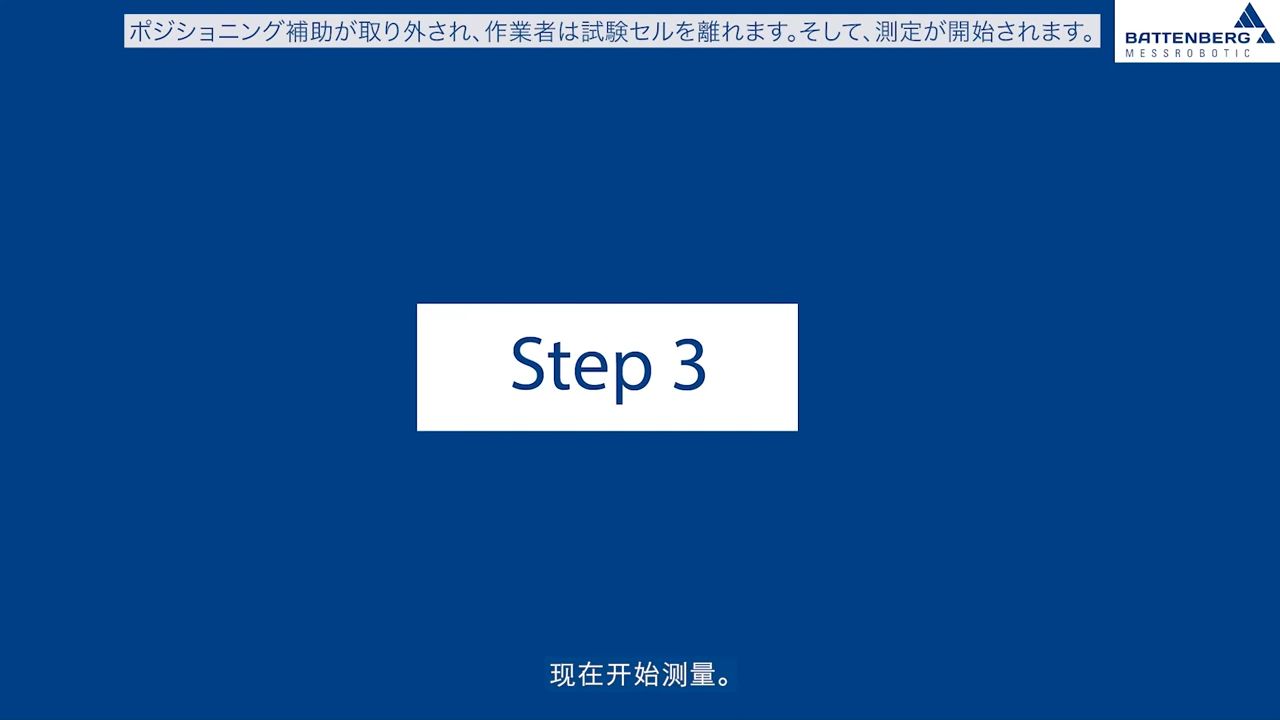 ポジショニング補助が取り外され、作業者は試験セルを離れます。そして、測定が開始されます。
BATTENBERG
MESSROBOTIC
Step 3
现在开始测量。